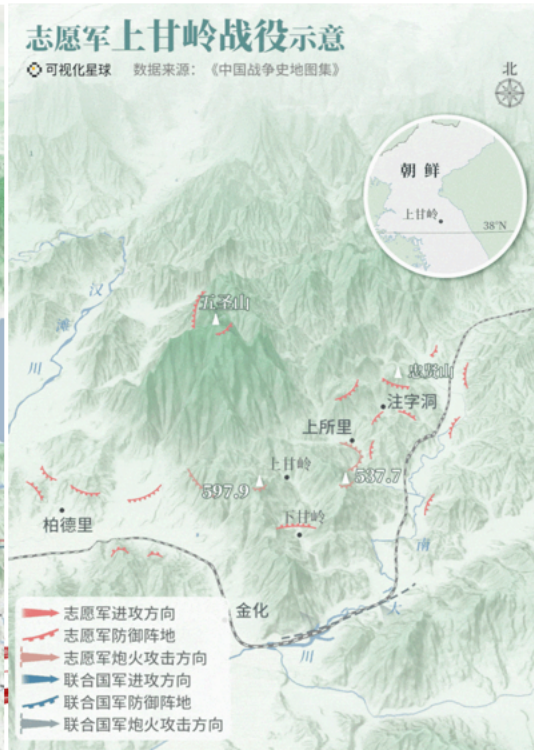 志愿军上甘岭战役示意
可视化星球 数据来源：《中国战争史地图集》
北
朝鲜
上甘岭
38°N
汉
滩
川
五圣山
忠贤山
注字洞
上所里
上甘岭
597.9
537.7
柏德里
下甘岭
南
大
川
金化
志愿军进攻方向
志愿军防御阵地
志愿军炮火攻击方向
联合国军进攻方向
联合国军防御阵地
联合国军炮火攻击方向